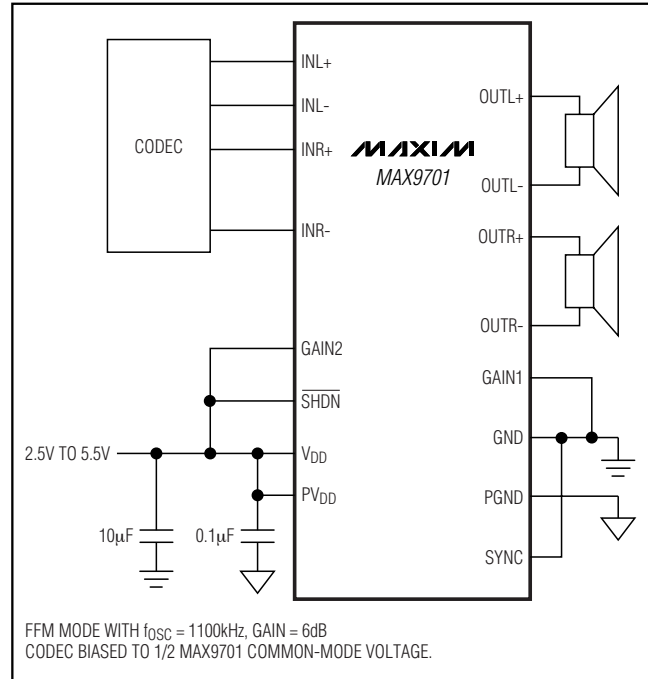 CODEC
INL+
INL-
INR+
INR-
MAXIM
MAX9701
OUTL+
OUTL-
OUTR+
OUTR-
GAIN2
SHDN
VDD
PVDD
GAIN1
GND
PGND
SYNC
2.5V TO 5.5V
10μF
0.1μF
FFM MODE WITH fOSC = 1100kHz, GAIN = 6dB
CODEC BIASED TO 1/2 MAX9701 COMMON-MODE VOLTAGE.